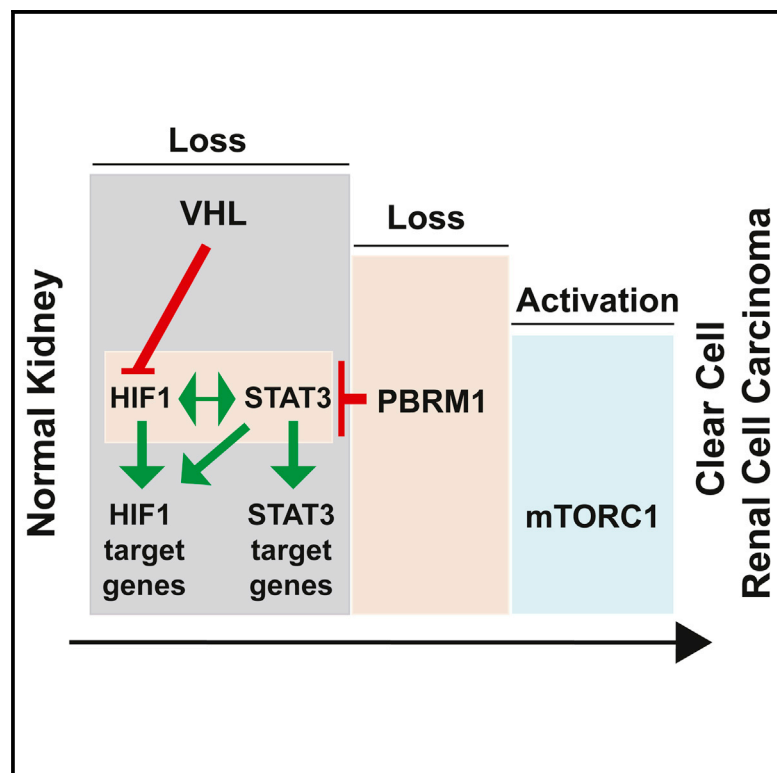 Normal Kidney
Loss
VHL
HIF1
STAT3
HIF1
target
genes
STAT3
target
genes
Loss
PBRM1
Activation
mTORC1
Clear Cell
Renal Cell Carcinoma